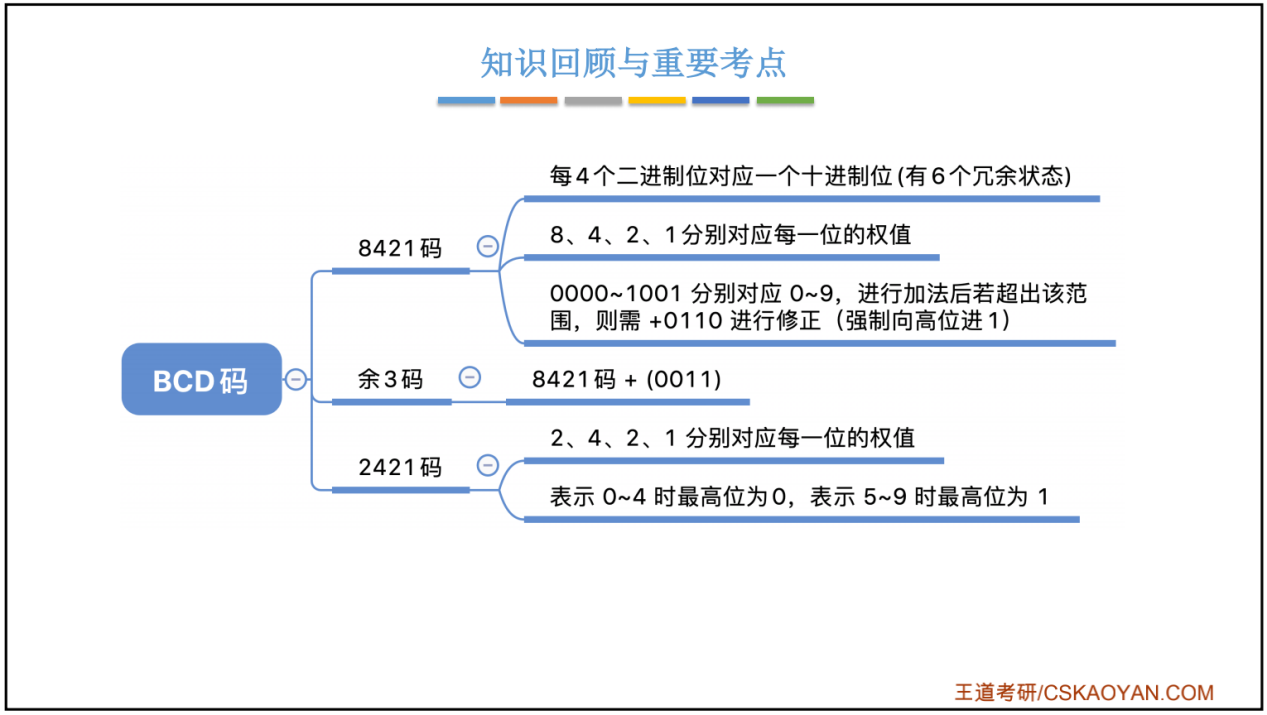 知识回顾与重要考点
每4个二进制位对应一个十进制位(有6个冗余状态)
8421码
8、4、2、1分别对应每一位的权值
0000~1001 分别对应 0~9，进行加法后若超出该范
围，则需 +0110 进行修正（强制向高位进1）
BCD码
余3码
8421码 + (0011)
2421码
2、4、2、1 分别对应每一位的权值
表示 0~4 时最高位为0，表示 5~9 时最高位为 1
王道考研/CSKAOYAN.COM